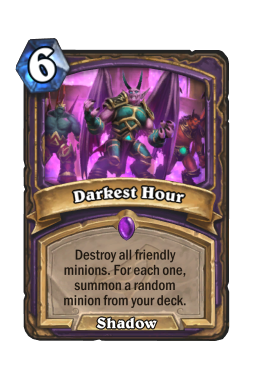 6
Darkest Hour
Destroy all friendly
minions. For each one,
summon a random
minion from your deck.
Shadow